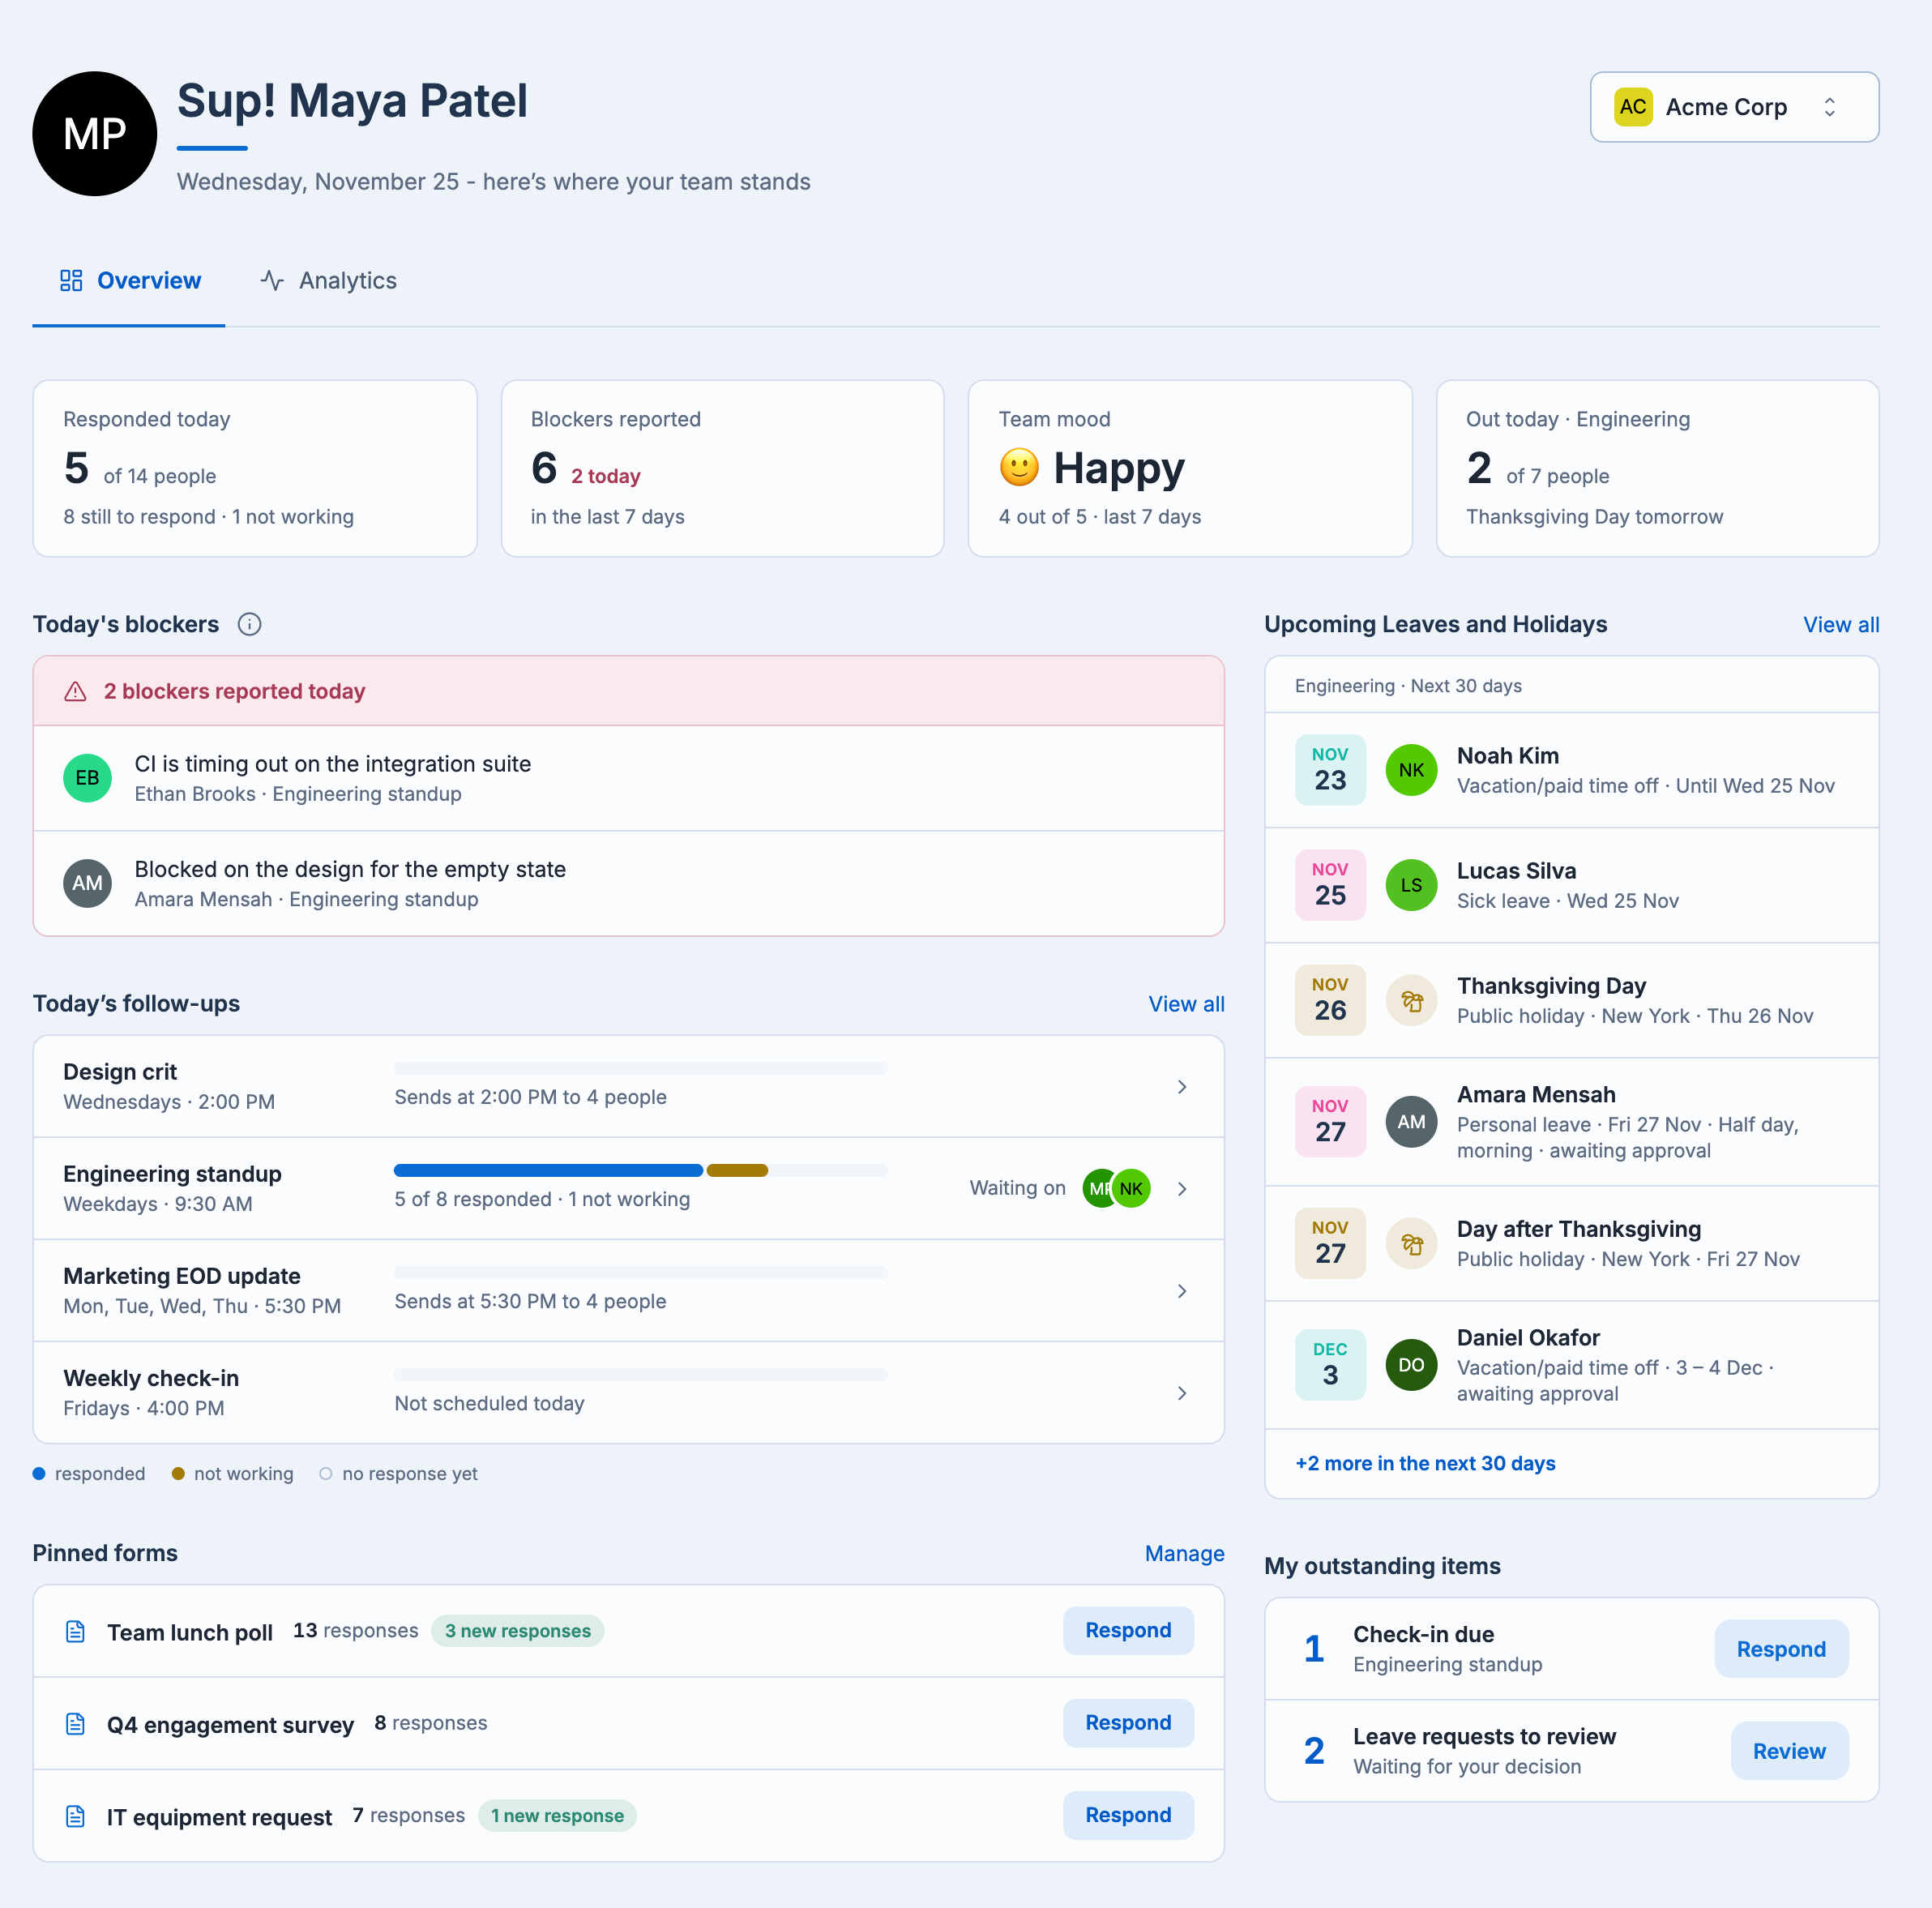 MP
Sup! Maya Patel
Wednesday, November 25 - here’s where your team stands
AC Acme Corp
Overview
Analytics
Responded today
5 of 14 people
8 still to respond · 1 not working
Blockers reported
6 2 today
in the last 7 days
Team mood
🙂 Happy
4 out of 5 · last 7 days
Out today · Engineering
2 of 7 people
Thanksgiving Day tomorrow
Today's blockers
2 blockers reported today
EB
CI is timing out on the integration suite
Ethan Brooks · Engineering standup
AM
Blocked on the design for the empty state
Amara Mensah · Engineering standup
Today’s follow-ups
View all
Design crit
Wednesdays · 2:00 PM
Sends at 2:00 PM to 4 people
Engineering standup
Weekdays · 9:30 AM
5 of 8 responded · 1 not working
Waiting on
NK
Marketing EOD update
Mon, Tue, Wed, Thu · 5:30 PM
Sends at 5:30 PM to 4 people
Weekly check-in
Fridays · 4:00 PM
Not scheduled today
responded
not working
no response yet
Pinned forms
Manage
Team lunch poll 13 responses 3 new responses
Respond
Q4 engagement survey 8 responses
Respond
IT equipment request 7 responses 1 new response
Respond
Upcoming Leaves and Holidays
View all
Engineering · Next 30 days
NOV
23
NK
Noah Kim
Vacation/paid time off · Until Wed 25 Nov
NOV
25
LS
Lucas Silva
Sick leave · Wed 25 Nov
NOV
26
Thanksgiving Day
Public holiday · New York · Thu 26 Nov
NOV
27
AM
Amara Mensah
Personal leave · Fri 27 Nov · Half day,
morning · awaiting approval
NOV
27
Day after Thanksgiving
Public holiday · New York · Fri 27 Nov
DEC
3
DO
Daniel Okafor
Vacation/paid time off · 3 – 4 Dec ·
awaiting approval
+2 more in the next 30 days
My outstanding items
1
Check-in due
Engineering standup
Respond
2
Leave requests to review
Waiting for your decision
Review